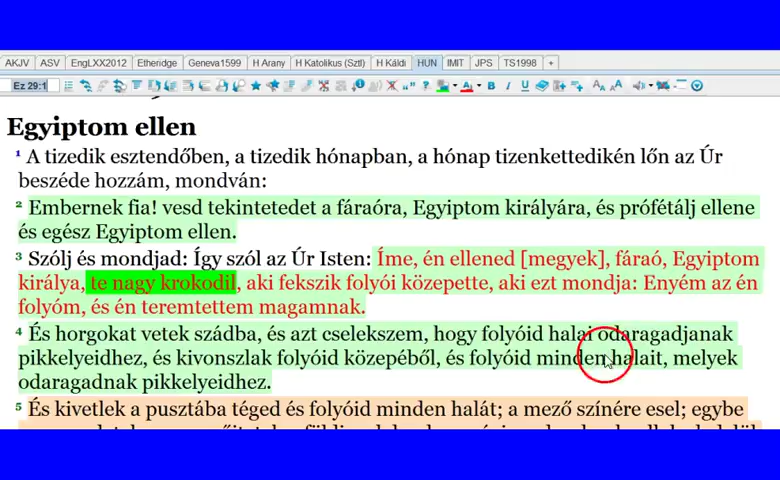 AKJV ASV EngLXX2012 Etheridge Geneva1599 H Arany H Katolikus (Sztl) H Káldi HUN IMIT JPS TS1998 +
Ez 29:1
Egyiptom ellen
1 A tizedik esztendőben, a tizedik hónapban, a hónap tizenkettedikén lőn az Úr
beszéde hozzám, mondván:
2 Embernek fia! vesd tekintetedet a fáraóra, Egyiptom királyára, és prófétálj ellene
és egész Egyiptom ellen.
3 Szólj és mondjad: Így szól az Úr Isten: Íme, én ellened [megyek], fáraó, Egyiptom
királya, te nagy krokodil, aki fekszik folyói közepette, aki ezt mondja: Enyém az én
folyóm, és én teremtettem magamnak.
4 És horgokat vetek szádba, és azt cselekszem, hogy folyóid halai odaragadjanak
pikkelyeidhez, és kivonszlak folyóid közepéből, és folyóid minden halait, melyek
odaragadnak pikkelyeidhez.
5 És kivetlek a pusztába téged és folyóid minden halát; a mező színére esel; egybe